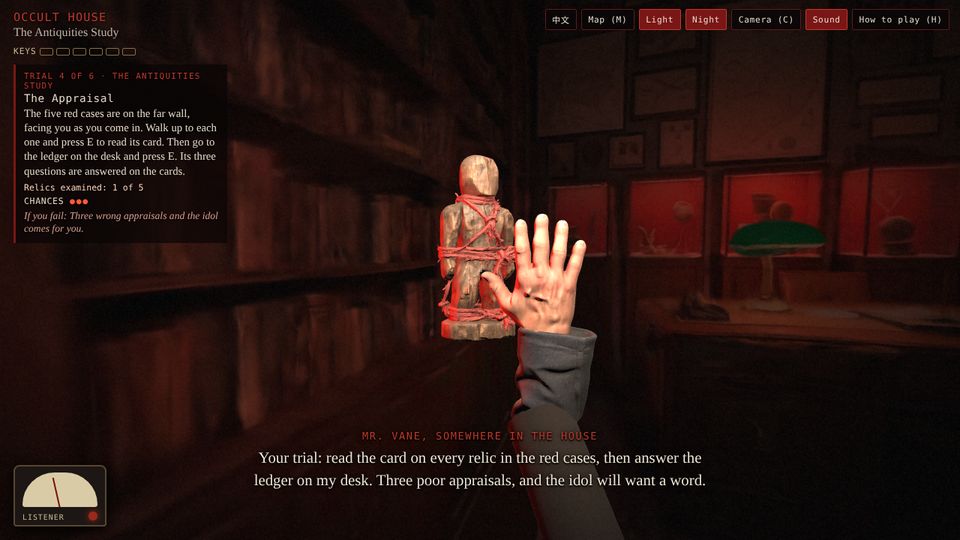 OCCULT HOUSE
The Antiquities Study
KEYS
中文
Map (M)
Light
Night
Camera (C)
Sound
How to play (H)
TRIAL 4 OF 6 · THE ANTIQUITIES
STUDY
The Appraisal
The five red cases are on the far wall,
facing you as you come in. Walk up to each
one and press E to read its card. Then go to
the ledger on the desk and press E. Its three
questions are answered on the cards.
Relics examined: 1 of 5
CHANCES
If you fail: Three wrong appraisals and the idol
comes for you.
MR. VANE, SOMEWHERE IN THE HOUSE
Your trial: read the card on every relic in the red cases, then answer the
ledger on my desk. Three poor appraisals, and the idol will want a word.
LISTENER